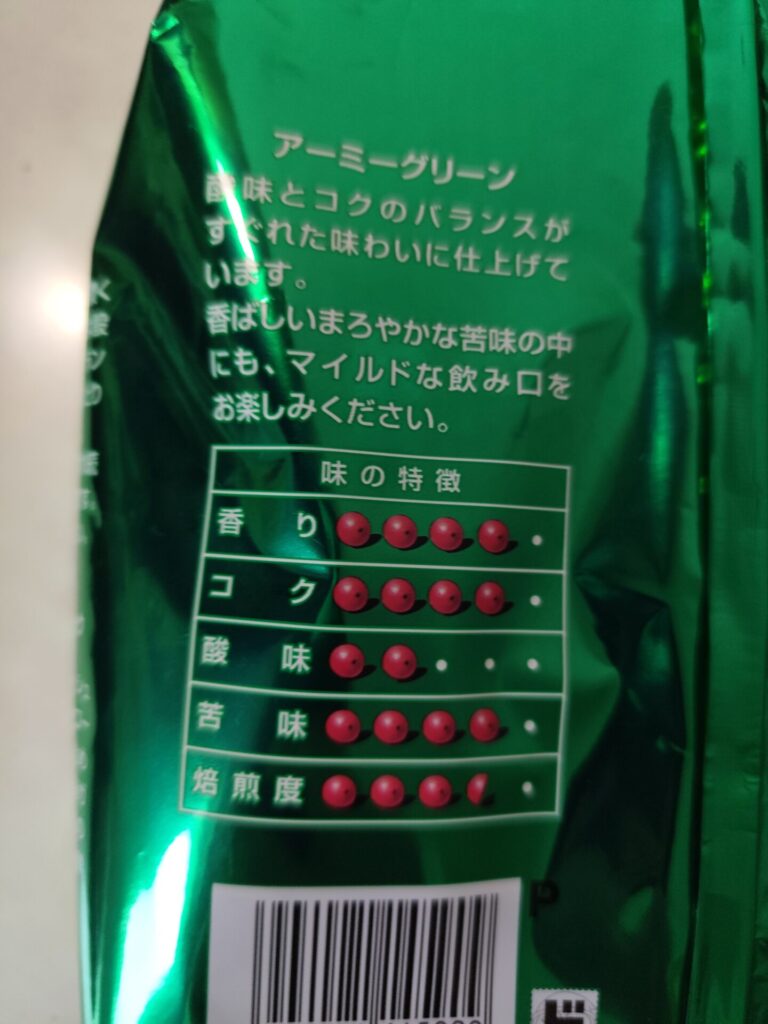 アーミーグリーン
酸味とコクのバランスが
すぐれた味わいに仕上げて
います。
香ばしいまろやかな苦味の中
にも、マイルドな飲み口を
お楽しみください。
味の特徴
香り
コク
酸味
苦味
焙煎度
P
ド